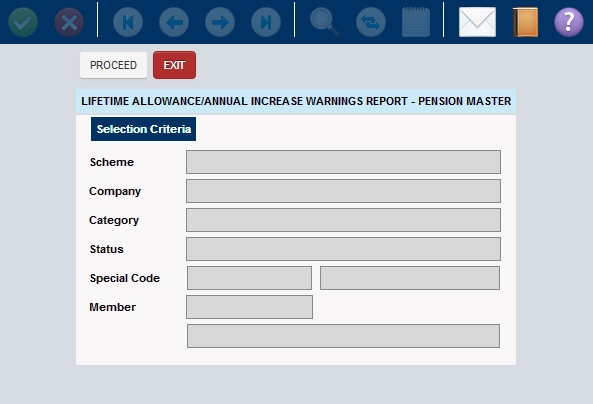 ?
PROCEED
EXIT
LIFETIME ALLOWANCE/ANNUAL INCREASE WARNINGS REPORT - PENSION MASTER
Selection Criteria
Scheme
Company
Category
Status
Special Code
Member